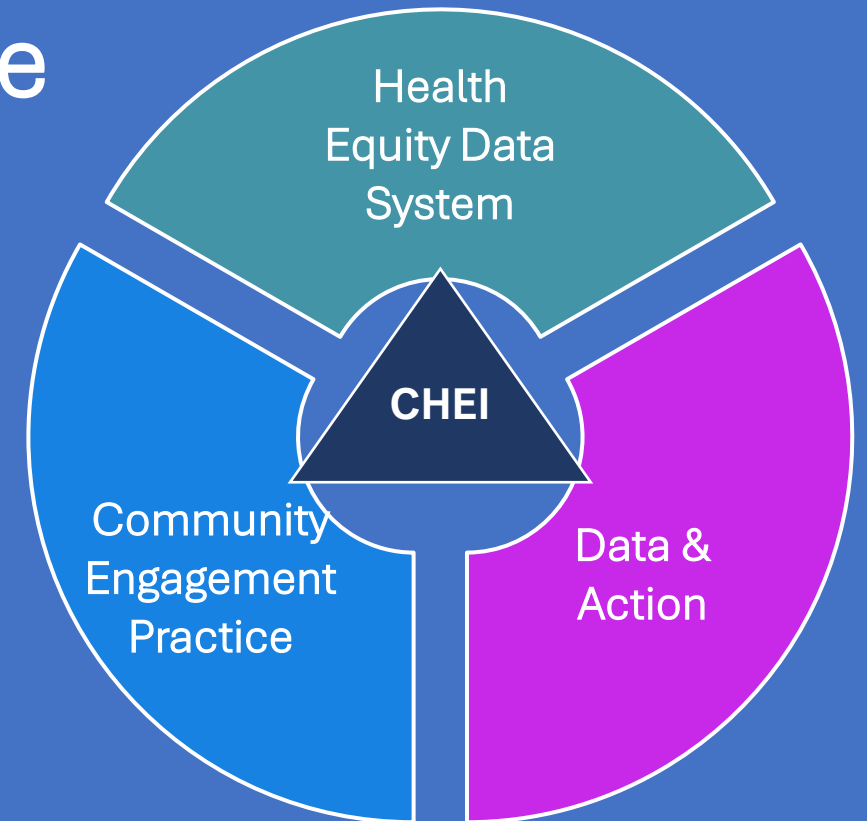 e
Health
Equity Data
System
CHEI
Community
Engagement
Practice
Data &
Action